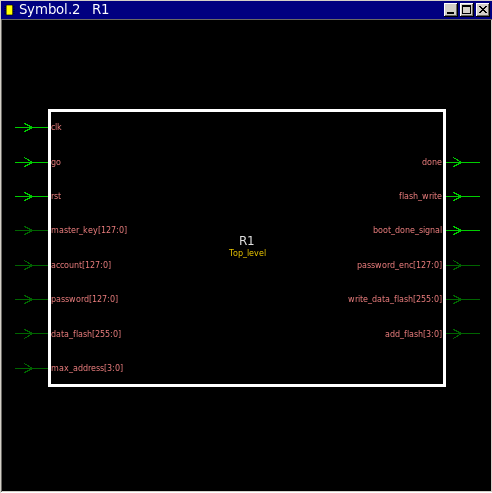 Symbol.2 R1
clk
go
rst
master_key[127:0]
account[127:0]
password[127:0]
data_flash[255:0]
max_address[3:0]
R1
Top_level
done
flash_write
boot_done_signal
password_enc[127:0]
write_data_flash[255:0]
add_flash[3:0]